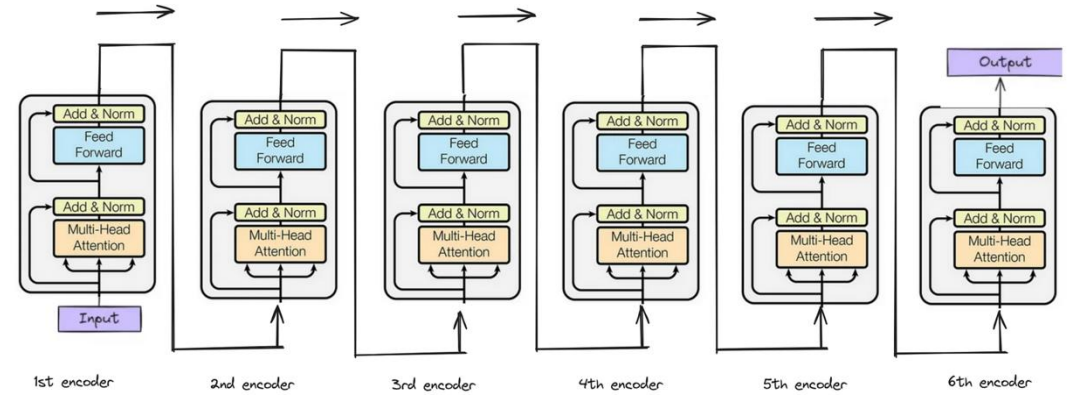 Output
Add & Norm
Feed
Forward
Add & Norm
Multi-Head
Attention
Input
1st encoder
Add & Norm
Feed
Forward
Add & Norm
Multi-Head
Attention
2nd encoder
Add & Norm
Feed
Forward
Add & Norm
Multi-Head
Attention
3rd encoder
Add & Norm
Feed
Forward
Add & Norm
Multi-Head
Attention
4th encoder
Add & Norm
Feed
Forward
Add & Norm
Multi-Head
Attention
5th encoder
Add & Norm
Feed
Forward
Add & Norm
Multi-Head
Attention
6th encoder